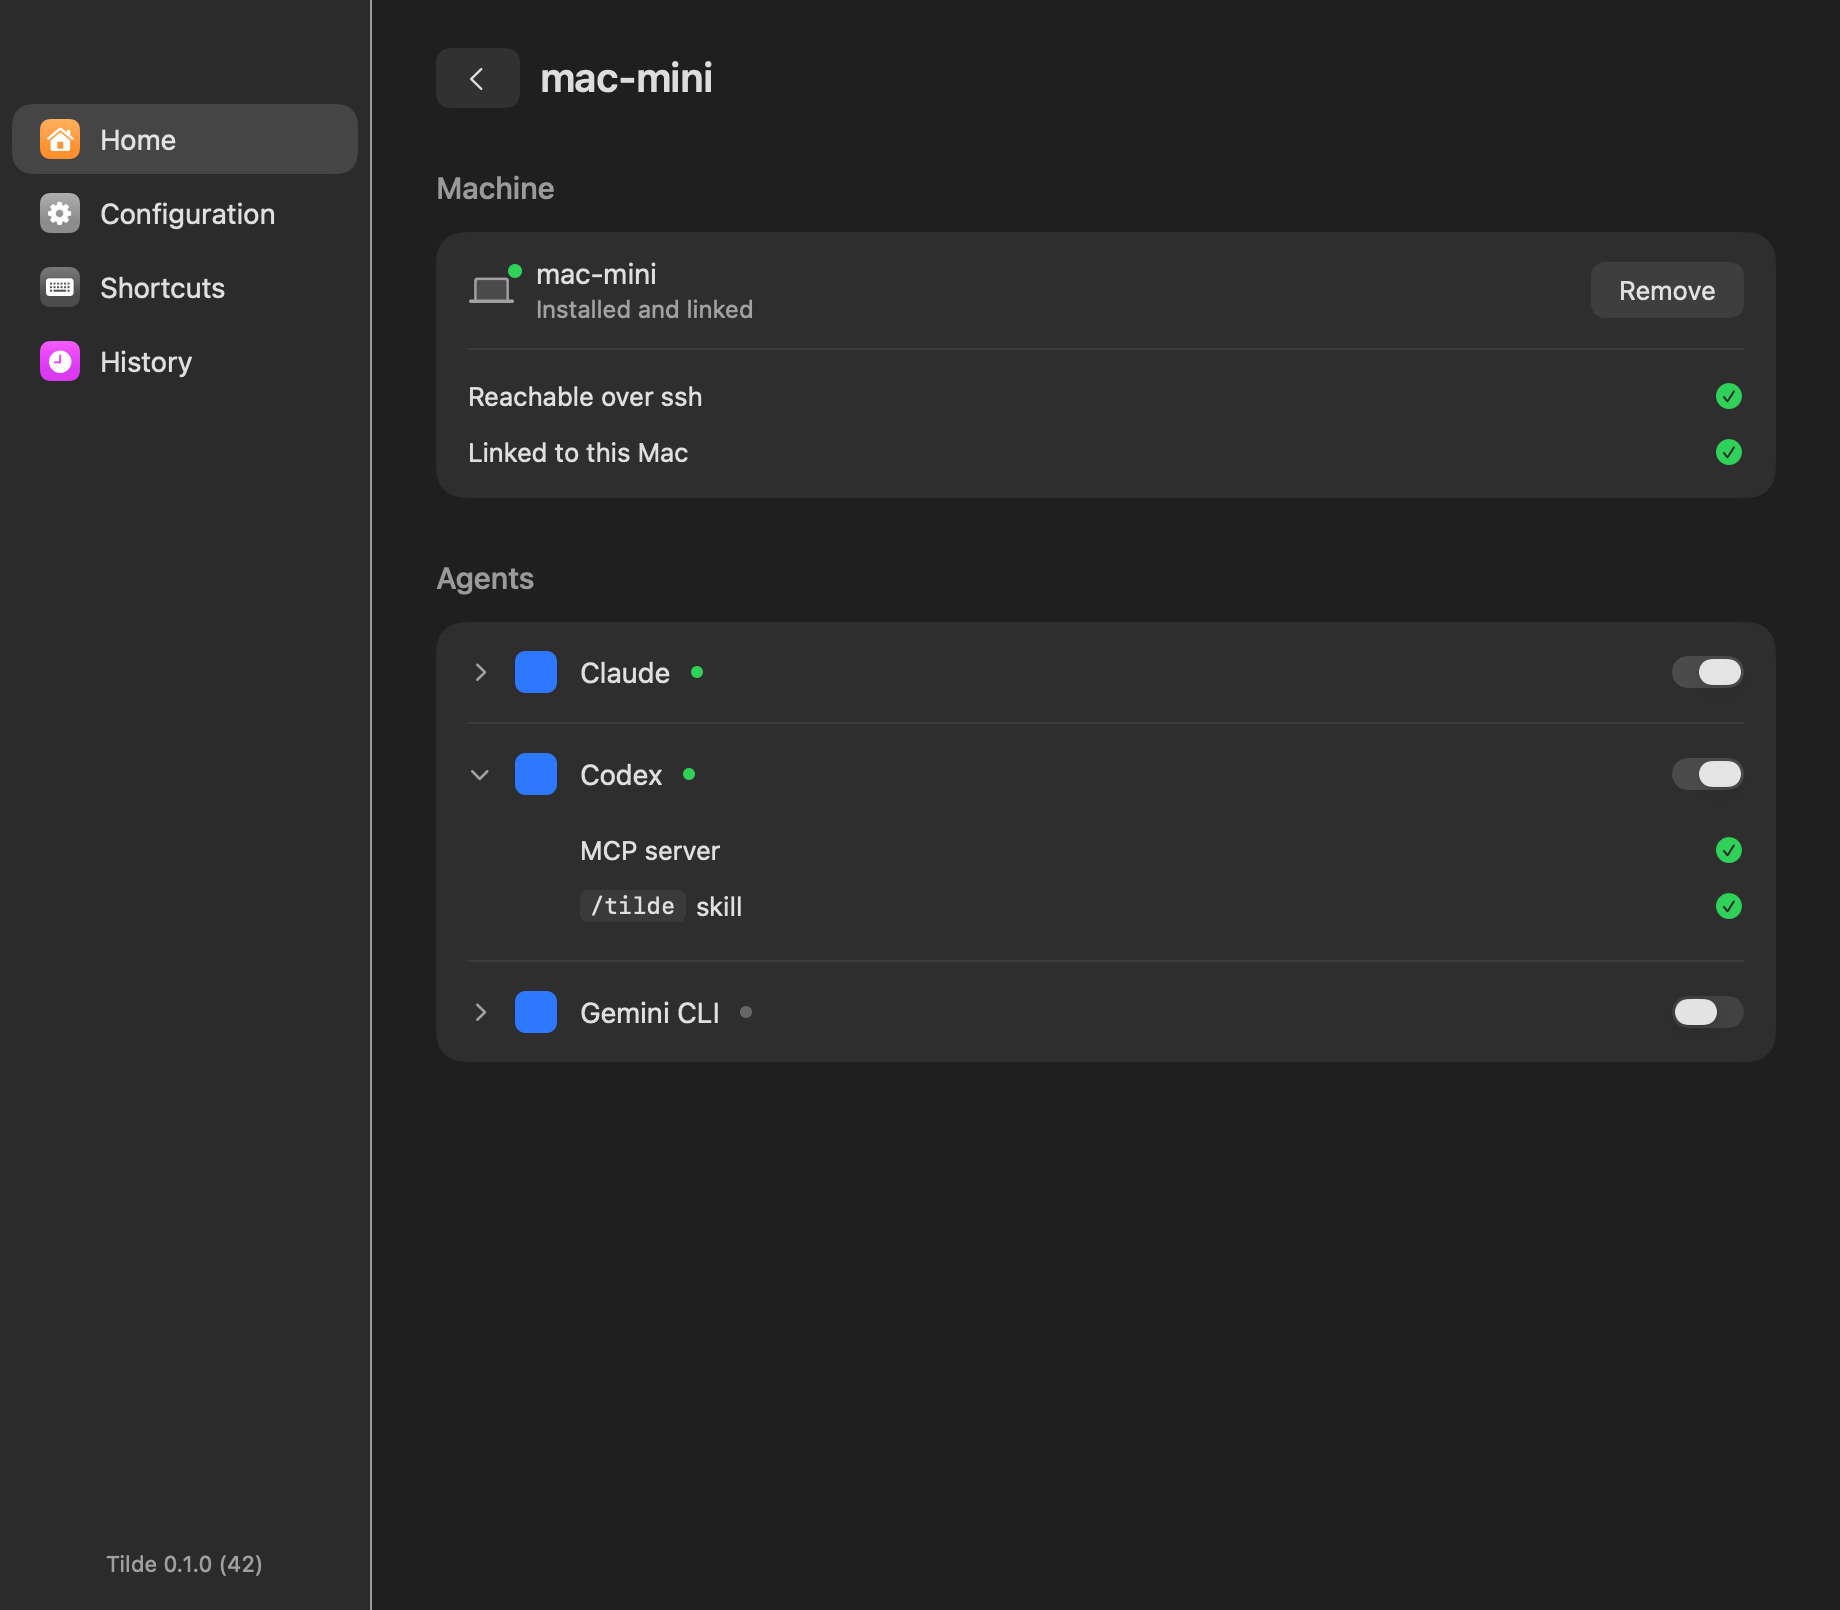 Home
Configuration
Shortcuts
History
Tilde 0.1.0 (42)
mac-mini
Machine
mac-mini
Installed and linked
Remove
Reachable over ssh
Linked to this Mac
Agents
Claude
Codex
MCP server
/tilde skill
Gemini CLI